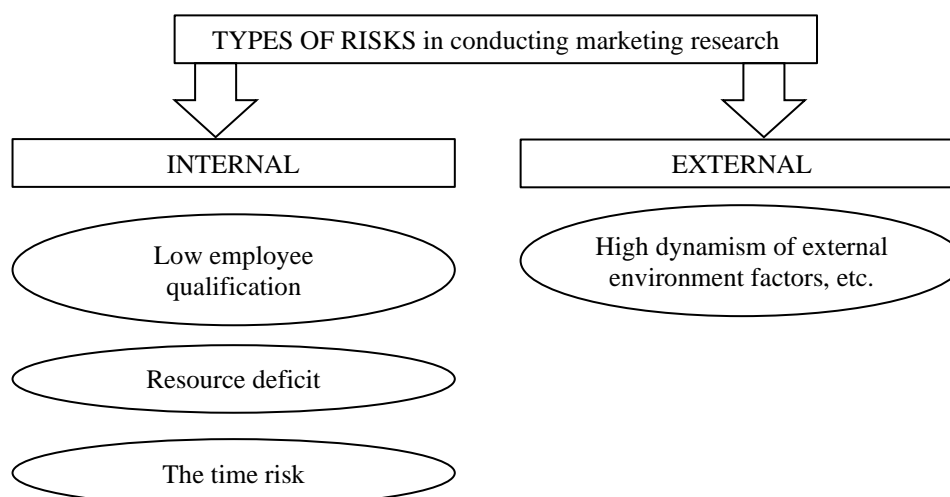 TYPES OF RISKS in conducting marketing research
INTERNAL
EXTERNAL
Low employee
qualification
High dynamism of external
environment factors, etc.
Resource deficit
The time risk